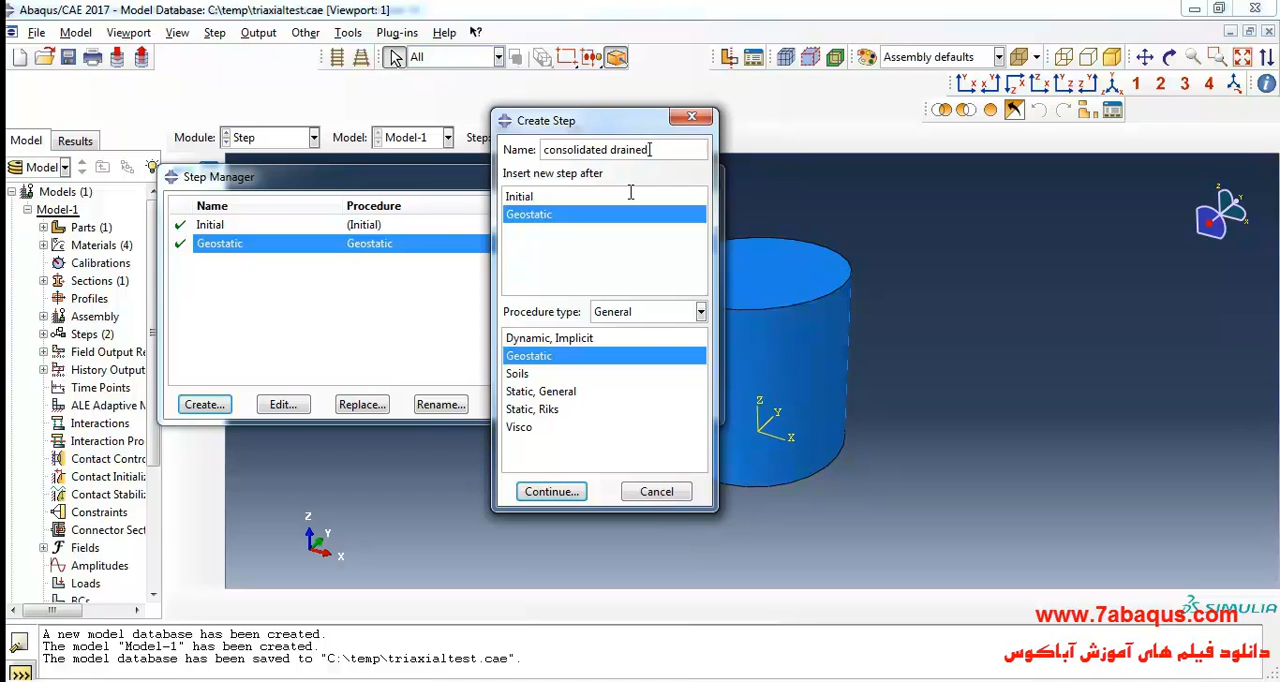 Abaqus/CAE 2017 - Model Database: C:\temp\triaxialtest.cae [Viewport: 1]
File Model Viewport View Step Output Other Tools Plug-ins Help
All
Assembly defaults
1 2 3 4
Model Results
Module: Step Model: Model-1 Step:
Model
Models (1)
Model-1
Parts (1)
Materials (4)
Calibrations
Sections (1)
Profiles
Assembly
Steps (2)
Field Output Re
History Output
Time Points
ALE Adaptive M
Interactions
Interaction Pro
Contact Contro
Contact Initializ
Contact Stabiliz
Constraints
Connector Sect
Fields
Amplitudes
Loads
BCs
Step Manager
Name Procedure
Initial (Initial)
Geostatic Geostatic
Create... Edit... Replace... Rename...
Create Step
Name: consolidated drained
Insert new step after
Initial
Geostatic
Procedure type: General
Dynamic, Implicit
Geostatic
Soils
Static, General
Static, Riks
Visco
Continue... Cancel
Z
Y
X
Z
Y
X
SIMULIA
www.7abaqus.com
دانلود فیلم های آموزش آباکوس
A new model database has been created.
The model "Model-1" has been created.
The model database has been saved to "C:\temp\triaxialtest.cae".
>>>